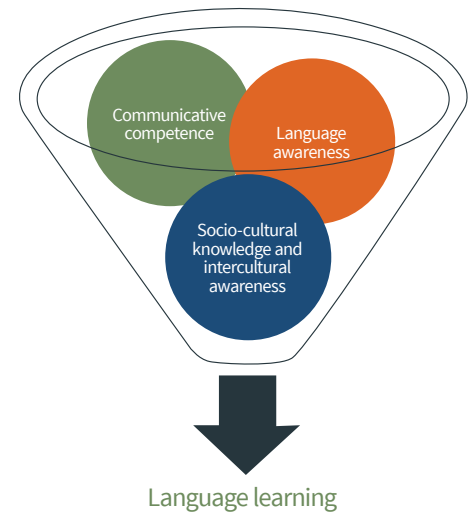 Communicative
competence
Language
awareness
Socio-cultural
knowledge and
intercultural
awareness
Language learning